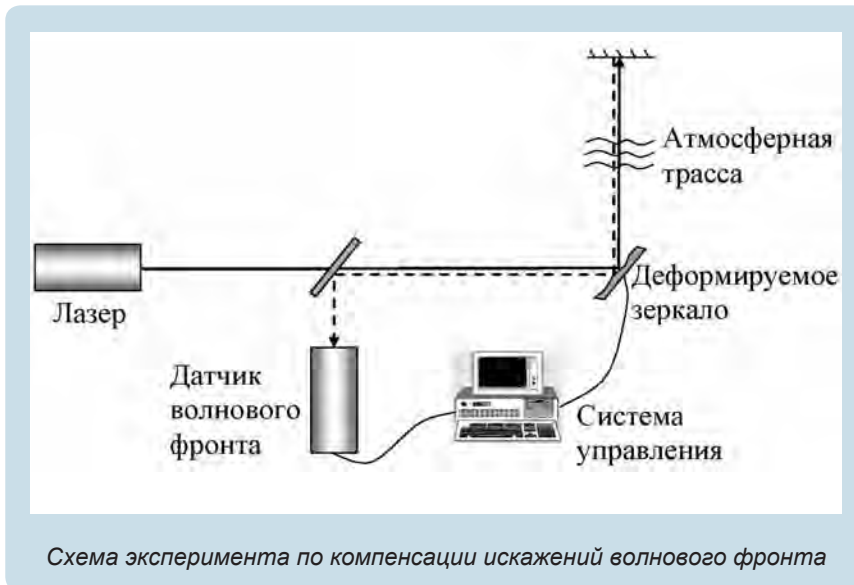 Атмосферная
трасса
Деформируемое
зеркало
Лазер
Датчик
волнового
фронта
Система
управления
Схема эксперимента по компенсации искажений волнового фронта